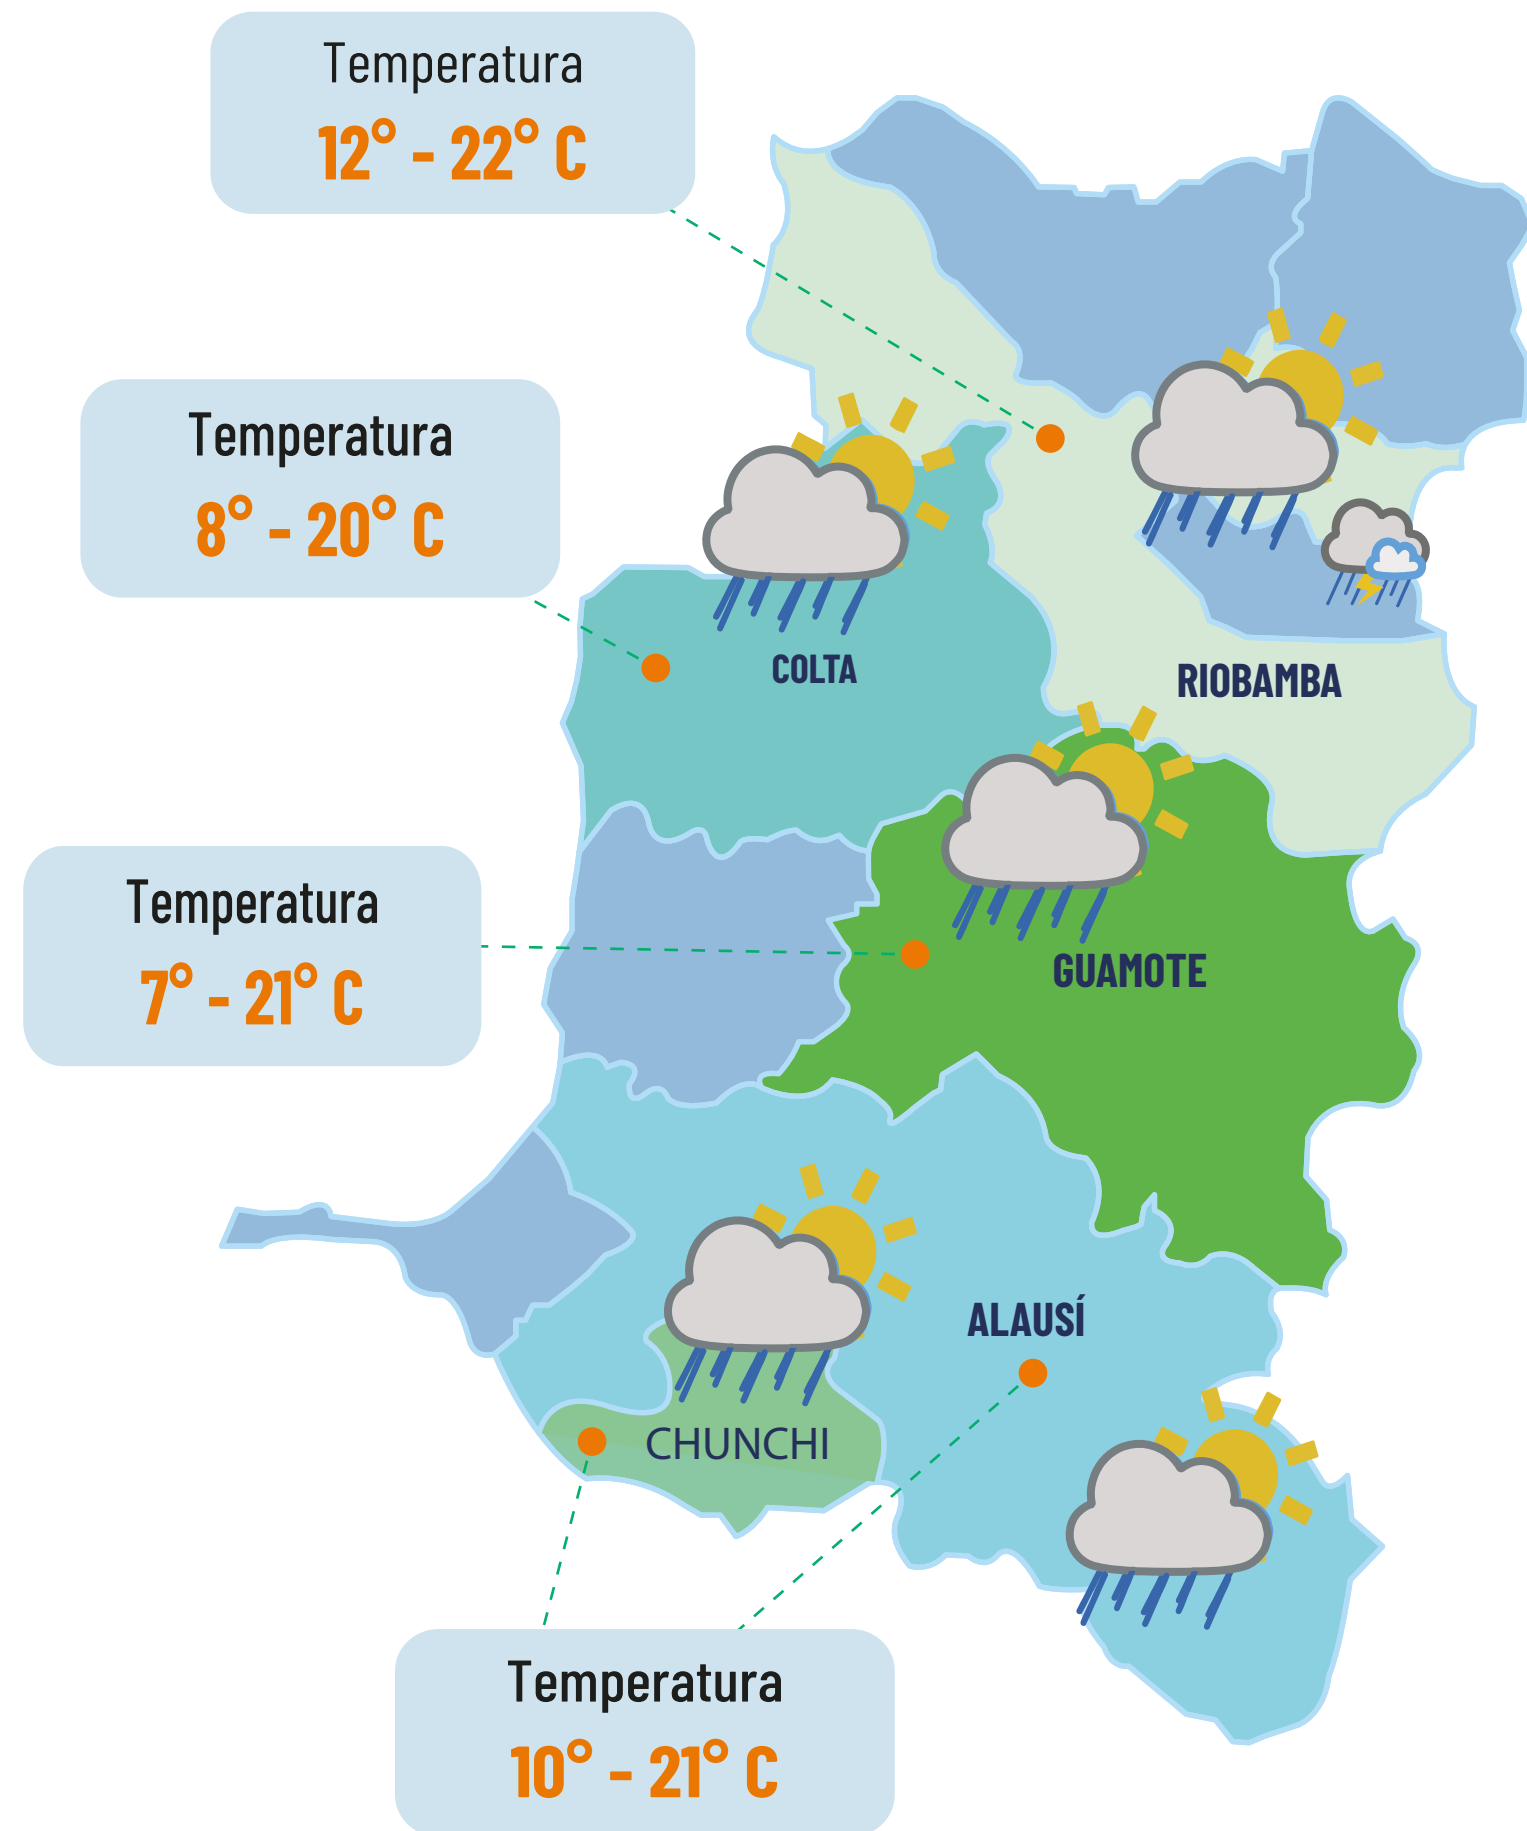 Temperatura
12° - 22° C
Temperatura
8° - 20° C
COLTA
RIOBAMBA
Temperatura
7° - 21° C
GUAMOTE
ALAUSÍ
CHUNCHI
Temperatura
10° - 21° C